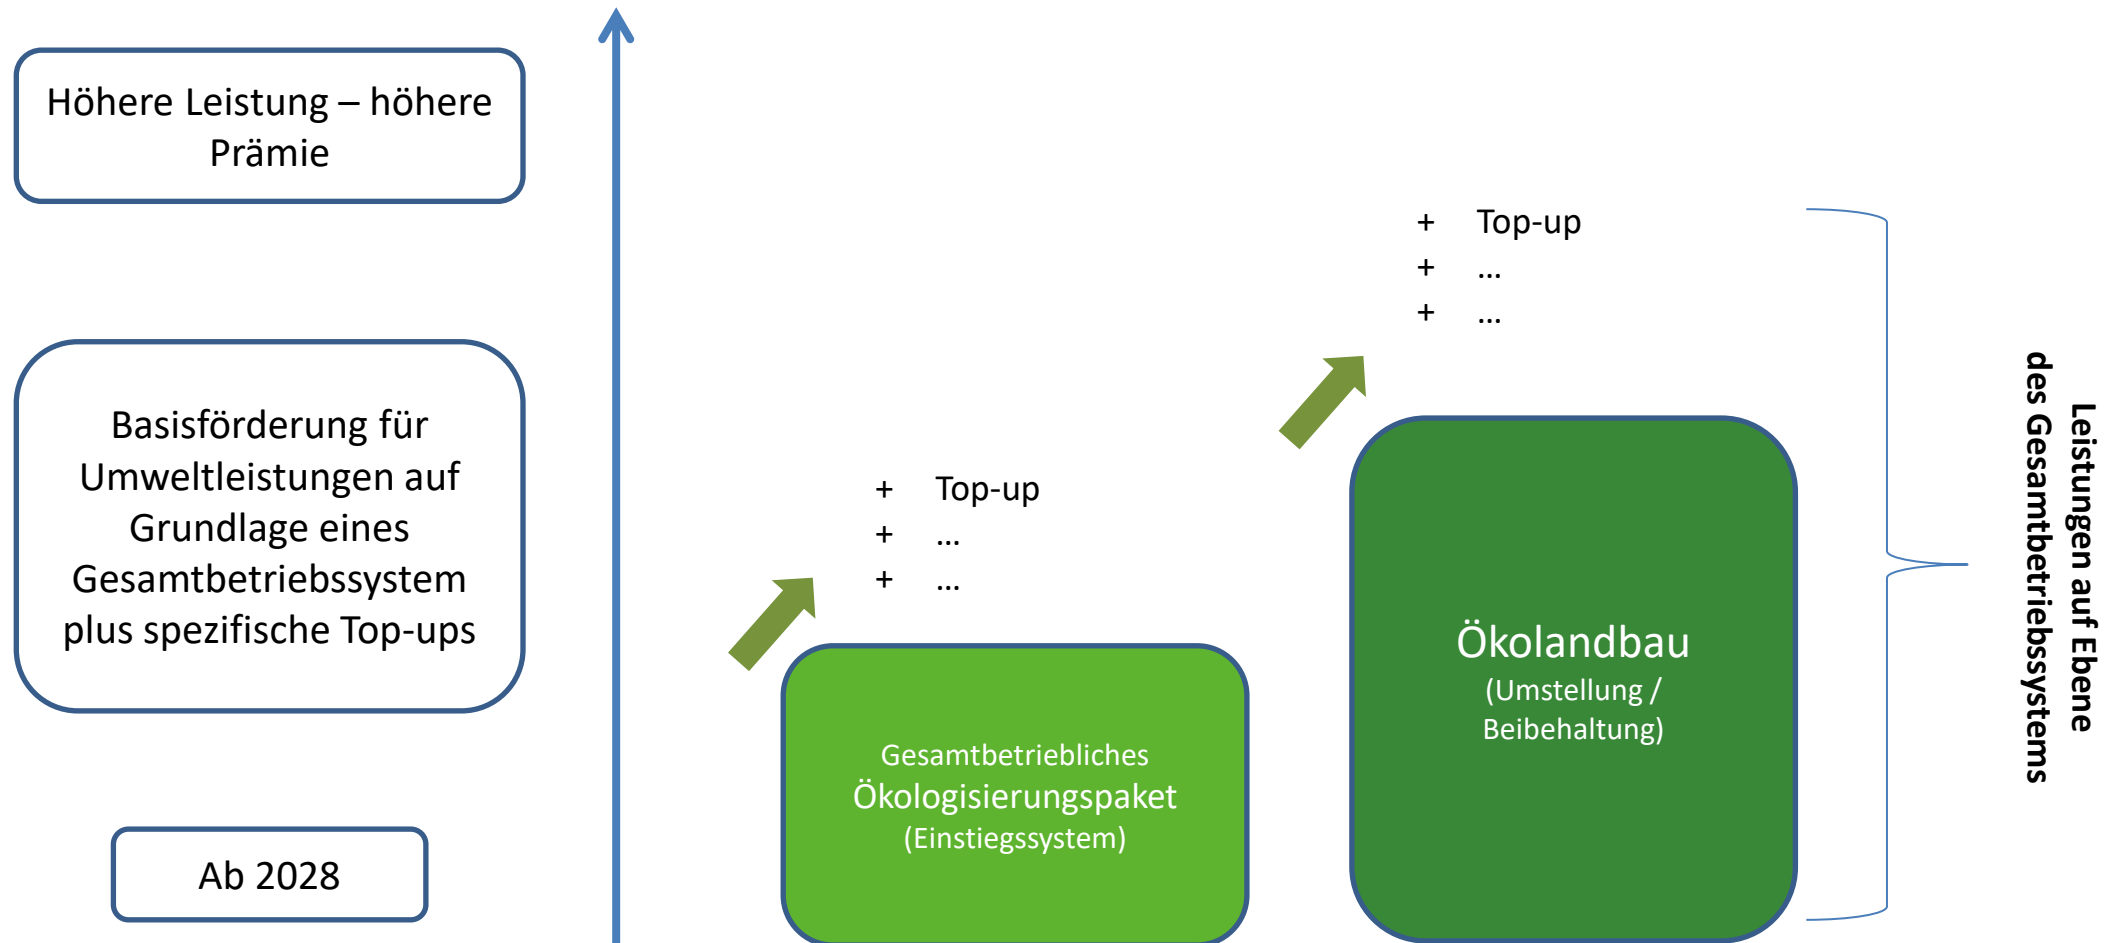 Höhere Leistung – höhere
Prämie
Basisförderung für
Umweltleistungen auf
Grundlage eines
Gesamtbetriebssystem
plus spezifische Top-ups
Ab 2028
+ Top-up
+ ...
+ ...
Gesamtbetriebliches
Ökologisierungspaket
(Einstiegssystem)
+ Top-up
+ ...
+ ...
Ökolandbau
(Umstellung /
Beibehaltung)
Leistungen auf Ebene
des Gesamtbetriebssystems